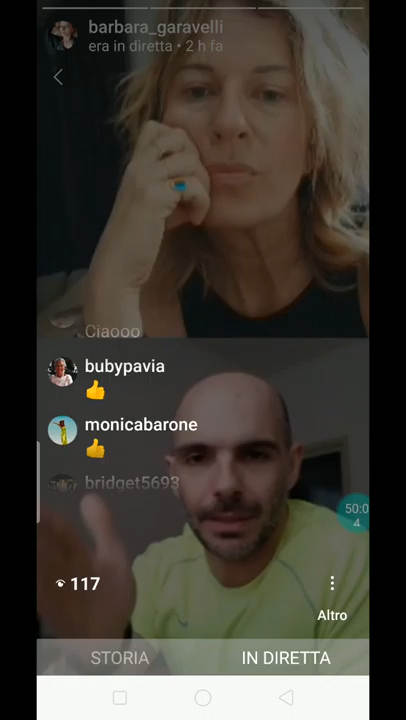 barbara_garavelli
era in diretta • 2 h fa
Ciaooo
bubypavia
👍
monicabarone
👍
bridget5693
50:0
4
117
Altro
STORIA
IN DIRETTA